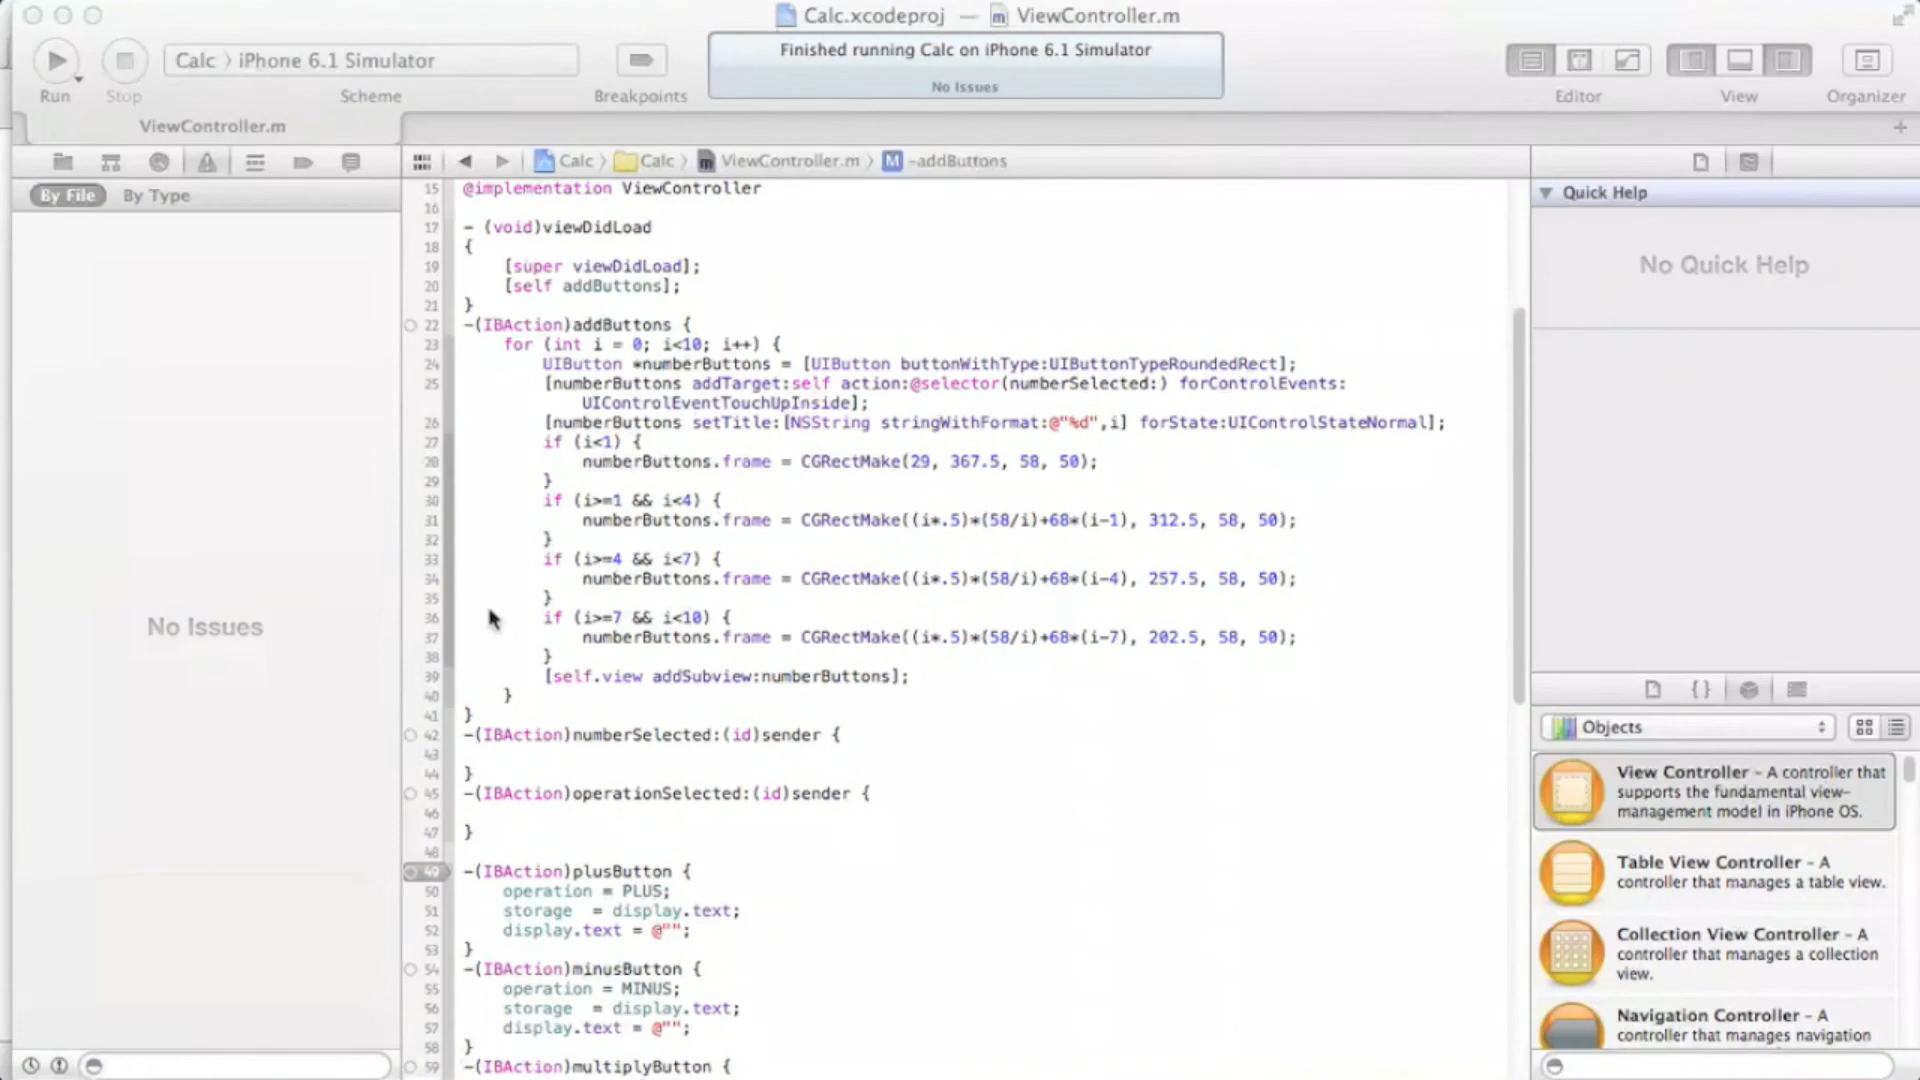 Calc.xcodeproj — ViewController.m
Run
Stop
Calc 〉 iPhone 6.1 Simulator
Scheme
Breakpoints
Finished running Calc on iPhone 6.1 Simulator
No Issues
Editor
View
Organizer
ViewController.m
By File By Type
No Issues
Calc 〉 Calc 〉 ViewController.m 〉 M -addButtons
15 @implementation ViewController
16
17 - (void)viewDidLoad
18 {
19 [super viewDidLoad];
20 [self addButtons];
21 }
22 -(IBAction)addButtons {
23 for (int i = 0; i<10; i++) {
24 UIButton *numberButtons = [UIButton buttonWithType:UIButtonTypeRoundedRect];
25 [numberButtons addTarget:self action:@selector(numberSelected:) forControlEvents:
UIControlEventTouchUpInside];
26 [numberButtons setTitle:[NSString stringWithFormat:@"%d",i] forState:UIControlStateNormal];
27 if (i<1) {
28 numberButtons.frame = CGRectMake(29, 367.5, 58, 50);
29 }
30 if (i>=1 && i<4) {
31 numberButtons.frame = CGRectMake((i*.5)*(58/i)+68*(i-1), 312.5, 58, 50);
32 }
33 if (i>=4 && i<7) {
34 numberButtons.frame = CGRectMake((i*.5)*(58/i)+68*(i-4), 257.5, 58, 50);
35 }
36 if (i>=7 && i<10) {
37 numberButtons.frame = CGRectMake((i*.5)*(58/i)+68*(i-7), 202.5, 58, 50);
38 }
39 [self.view addSubview:numberButtons];
40 }
41 }
42 -(IBAction)numberSelected:(id)sender {
43
44 }
45 -(IBAction)operationSelected:(id)sender {
46
47 }
48
49 -(IBAction)plusButton {
50 operation = PLUS;
51 storage = display.text;
52 display.text = @"";
53 }
54 -(IBAction)minusButton {
55 operation = MINUS;
56 storage = display.text;
57 display.text = @"";
58 }
59 -(IBAction)multiplyButton {
Quick Help
No Quick Help
{ }
Objects
View Controller – A controller that
supports the fundamental view-
management model in iPhone OS.
Table View Controller – A
controller that manages a table view.
Collection View Controller – A
controller that manages a collection
view.
Navigation Controller – A
controller that manages navigation